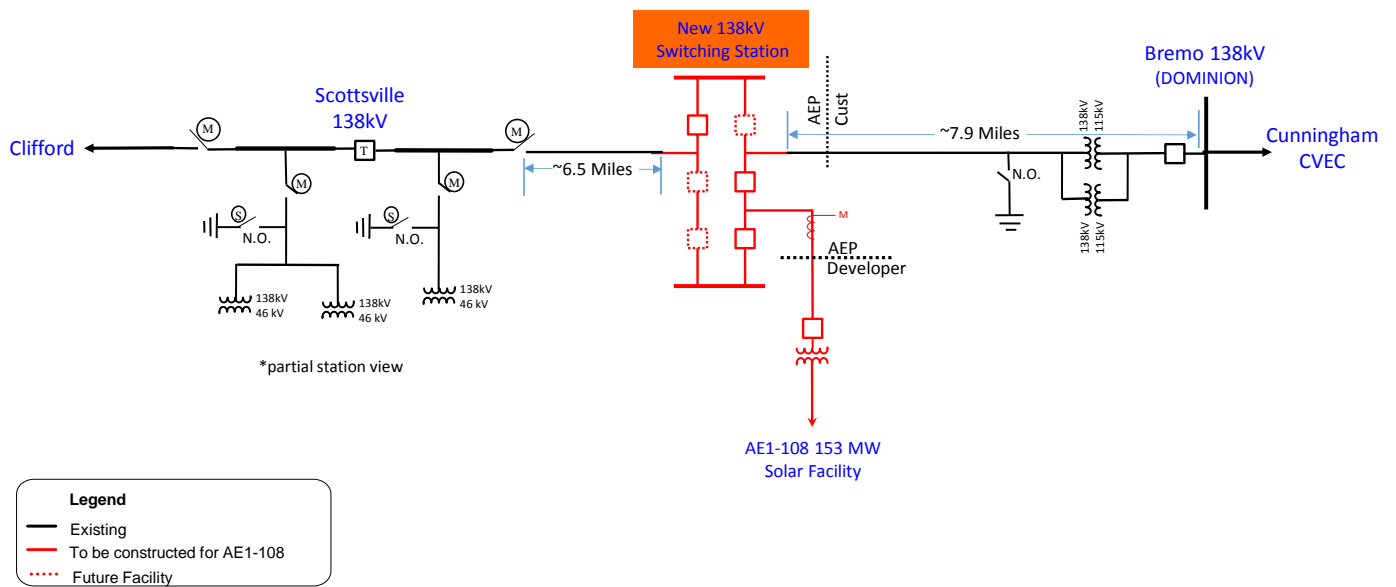 New 138kV
Switching Station
Bremo 138kV
(DOMINION)
AEP
Cust
Scottsville
138kV
M
M
T
Clifford
~6.5 Miles
~7.9 Miles
138kV
115kV
Cunningham
CVEC
M
M
S
N.O.
S
N.O.
N.O.
138kV
115kV
M
AEP
Developer
138kV
46 kV
138kV
46 kV
138kV
46 kV
*partial station view
AE1-108 153 MW
Solar Facility
Legend
Existing
To be constructed for AE1-108
Future Facility